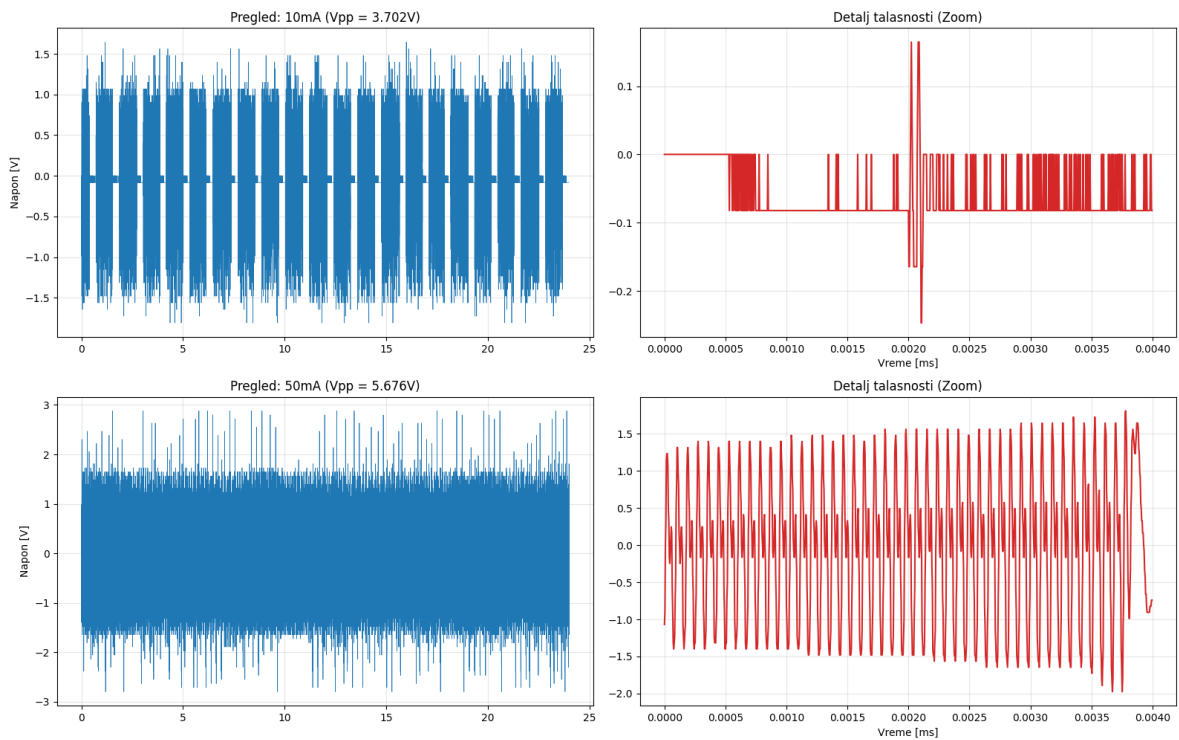 Pregled: 10mA (Vpp = 3.702V)
Napon [V]
1.5
1.0
0.5
0.0
−0.5
−1.0
−1.5
0 5 10 15 20 25
Detalj talasnosti (Zoom)
0.1
0.0
−0.1
−0.2
0.0000 0.0005 0.0010 0.0015 0.0020 0.0025 0.0030 0.0035 0.0040
Vreme [ms]
Pregled: 50mA (Vpp = 5.676V)
Napon [V]
3
2
1
0
−1
−2
−3
0 5 10 15 20 25
Detalj talasnosti (Zoom)
1.5
1.0
0.5
0.0
−0.5
−1.0
−1.5
−2.0
0.0000 0.0005 0.0010 0.0015 0.0020 0.0025 0.0030 0.0035 0.0040
Vreme [ms]